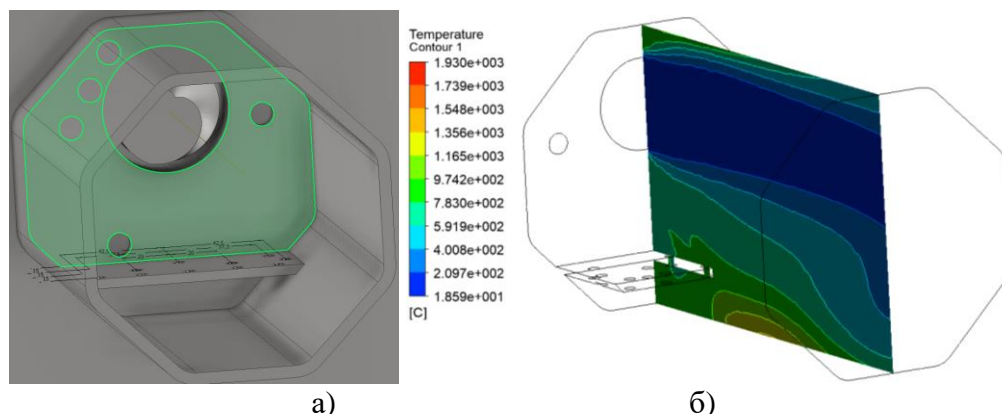 Temperature
Contour 1
1.930e+003
1.739e+003
1.548e+003
1.356e+003
1.165e+003
9.742e+002
7.830e+002
5.919e+002
4.008e+002
2.097e+002
1.859e+001
[C]
а)
б)